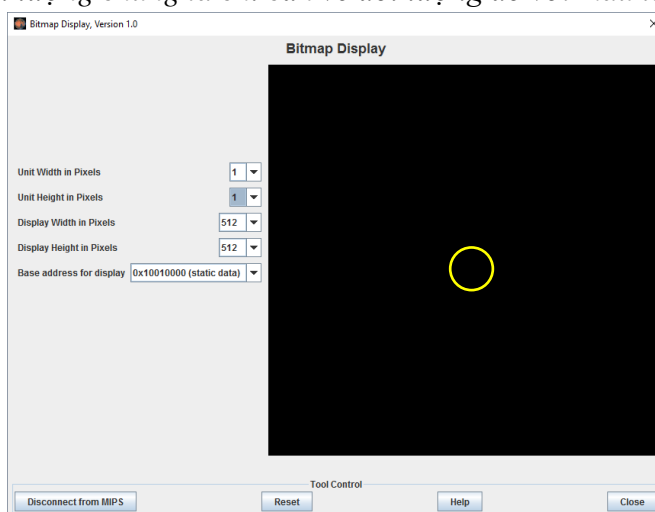 Bitmap Display, Version 1.0
Bitmap Display
Unit Width in Pixels 1
Unit Height in Pixels 1
Display Width in Pixels 512
Display Height in Pixels 512
Base address for display 0x10010000 (static data)
Tool Control
Disconnect from MIPS Reset Help Close